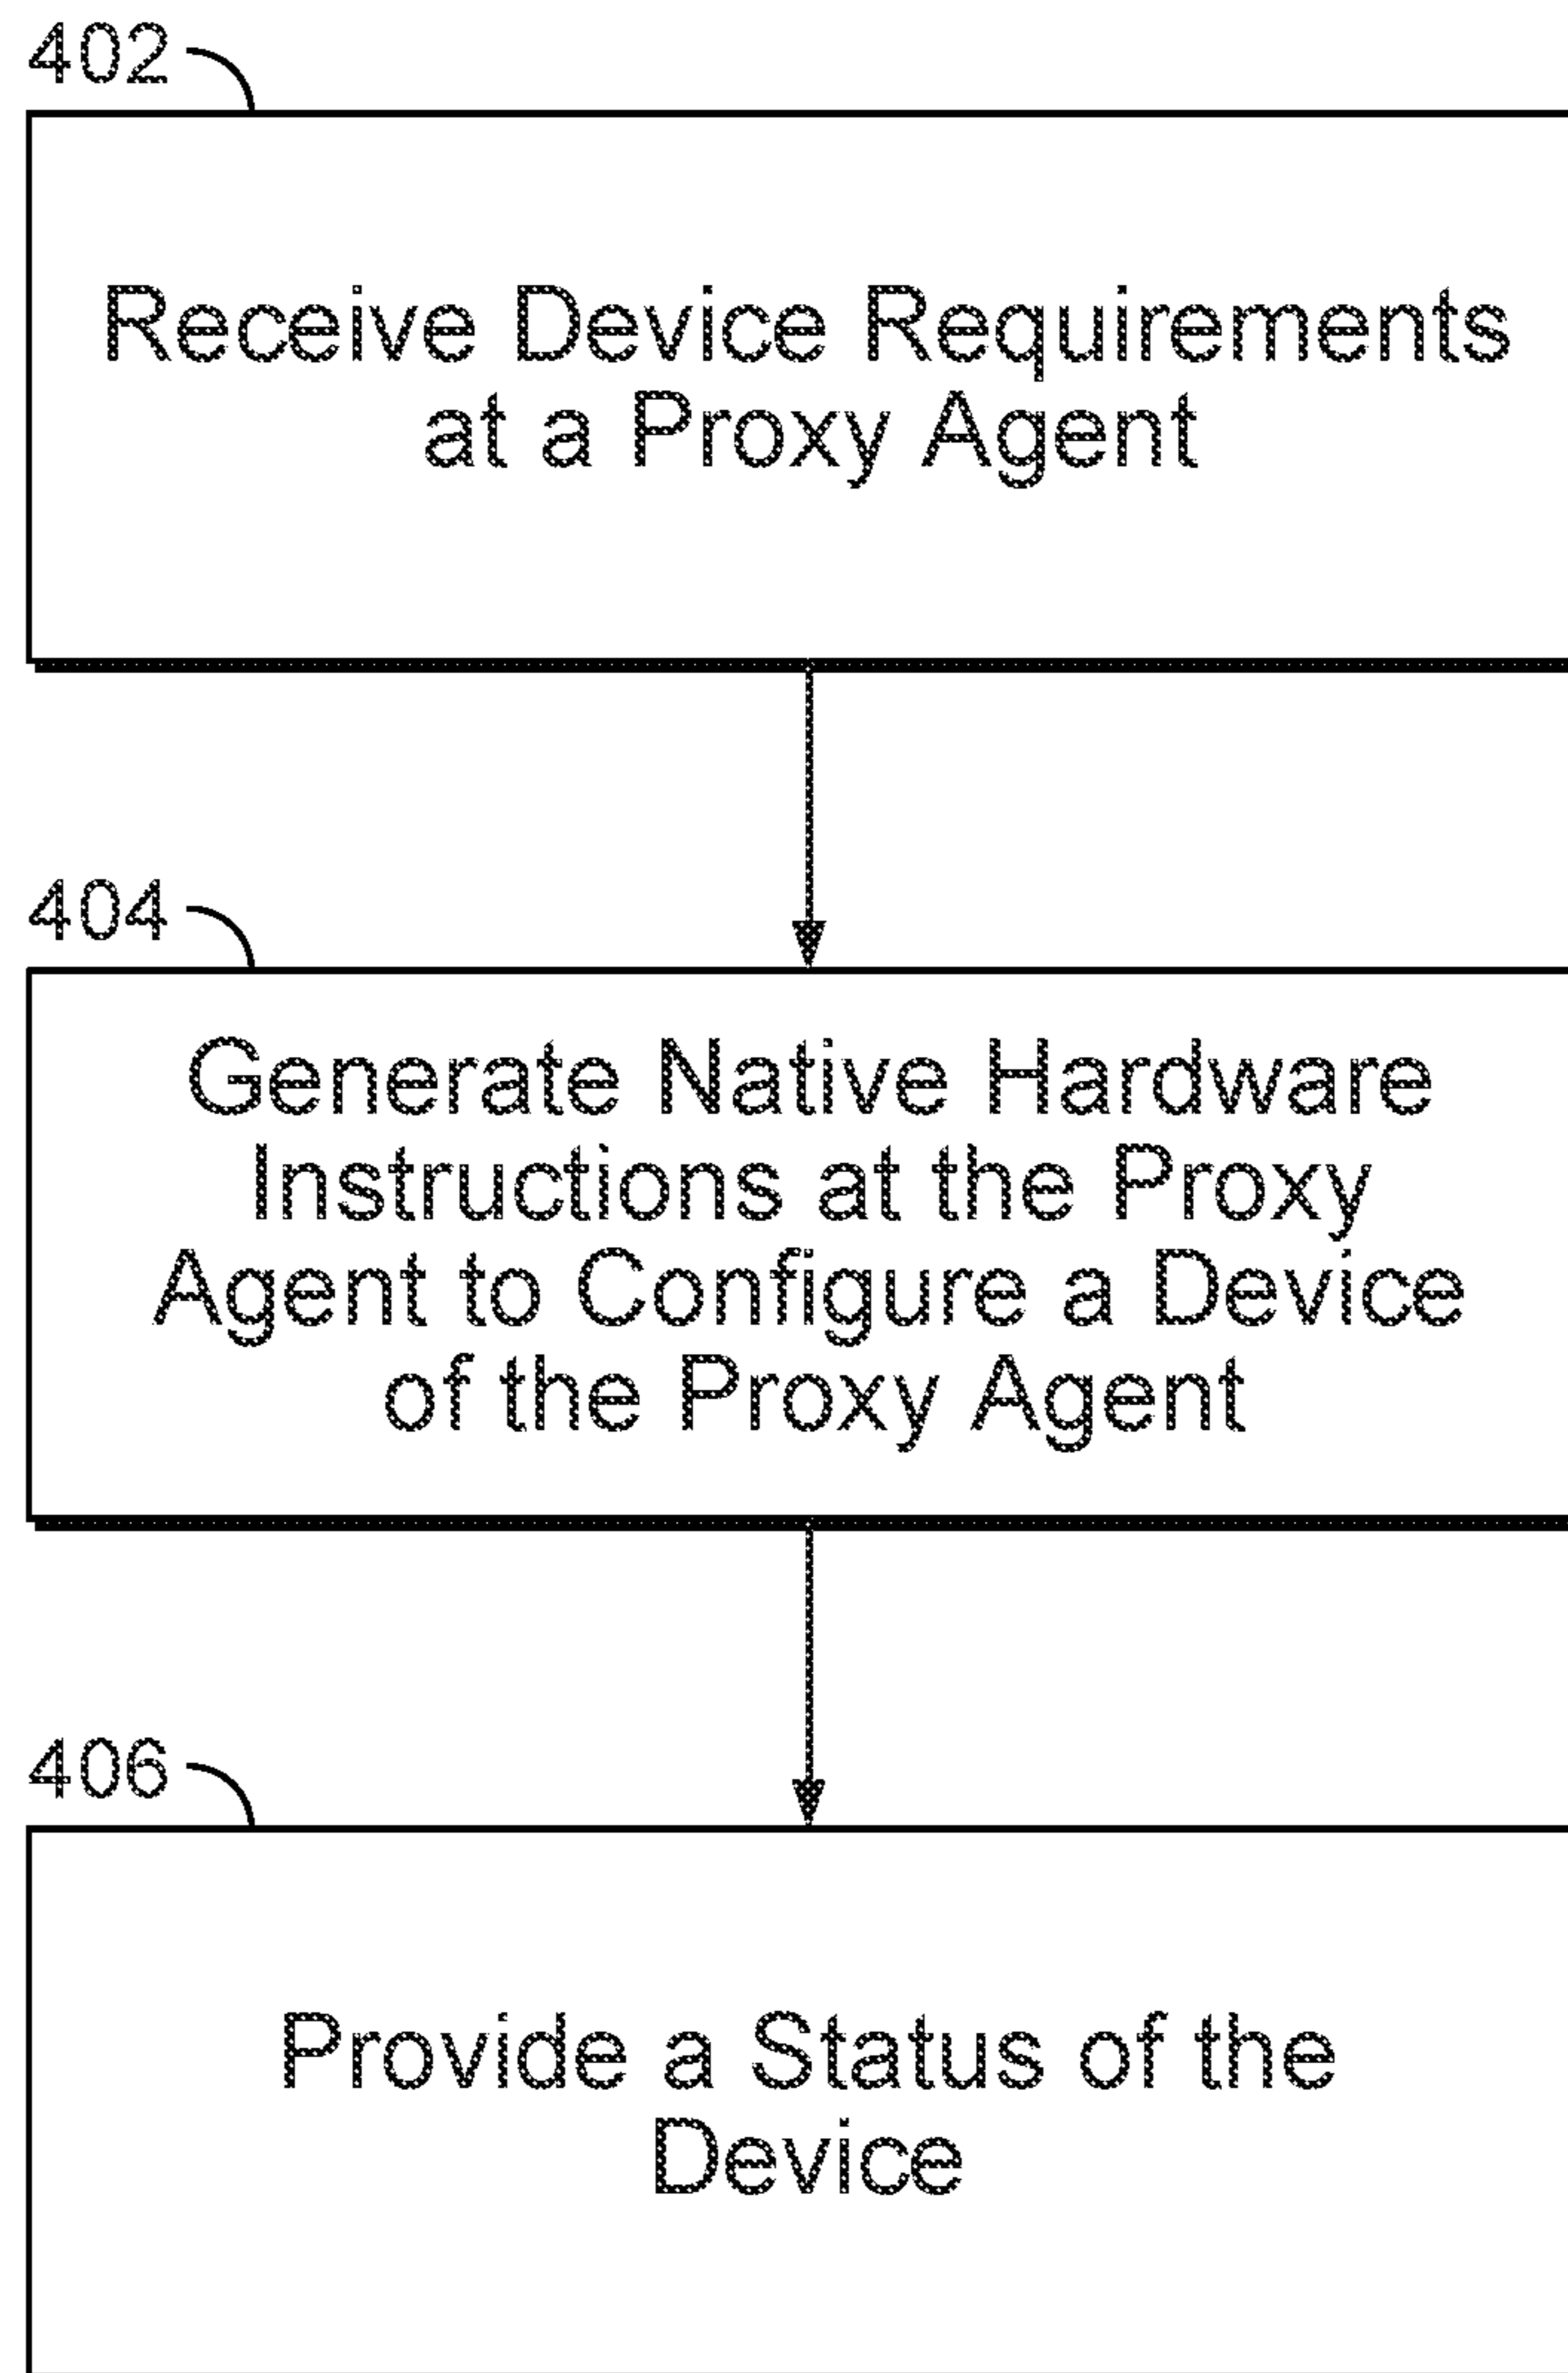 402
Receive Device Requirements
at a Proxy Agent
404
Generate Native Hardware
Instructions at the Proxy
Agent to Configure a Device
of the Proxy Agent
406
Provide a Status of the
Device